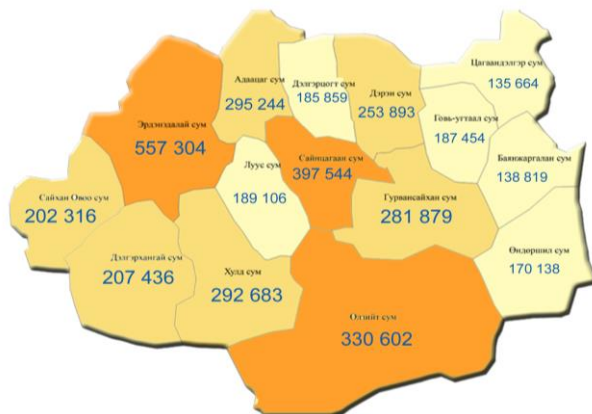 Цагаандэлгэр сум
135 664
Адаацаг сум
295 244
Дэлгэрцогт сум
185 859
Дэрэн сум
253 893
Говь-угтаал сум
187 454
Эрдэнэдалай сум
557 304
Сайнцагаан сум
397 544
Баянжаргалан сум
138 819
Луус сум
189 106
Сайхан Овоо сум
202 316
Гурвансайхан сум
281 879
Өндөршил сум
170 138
Дэлгэрхангай сум
207 436
Хулд сум
292 683
Өлзийт сум
330 602